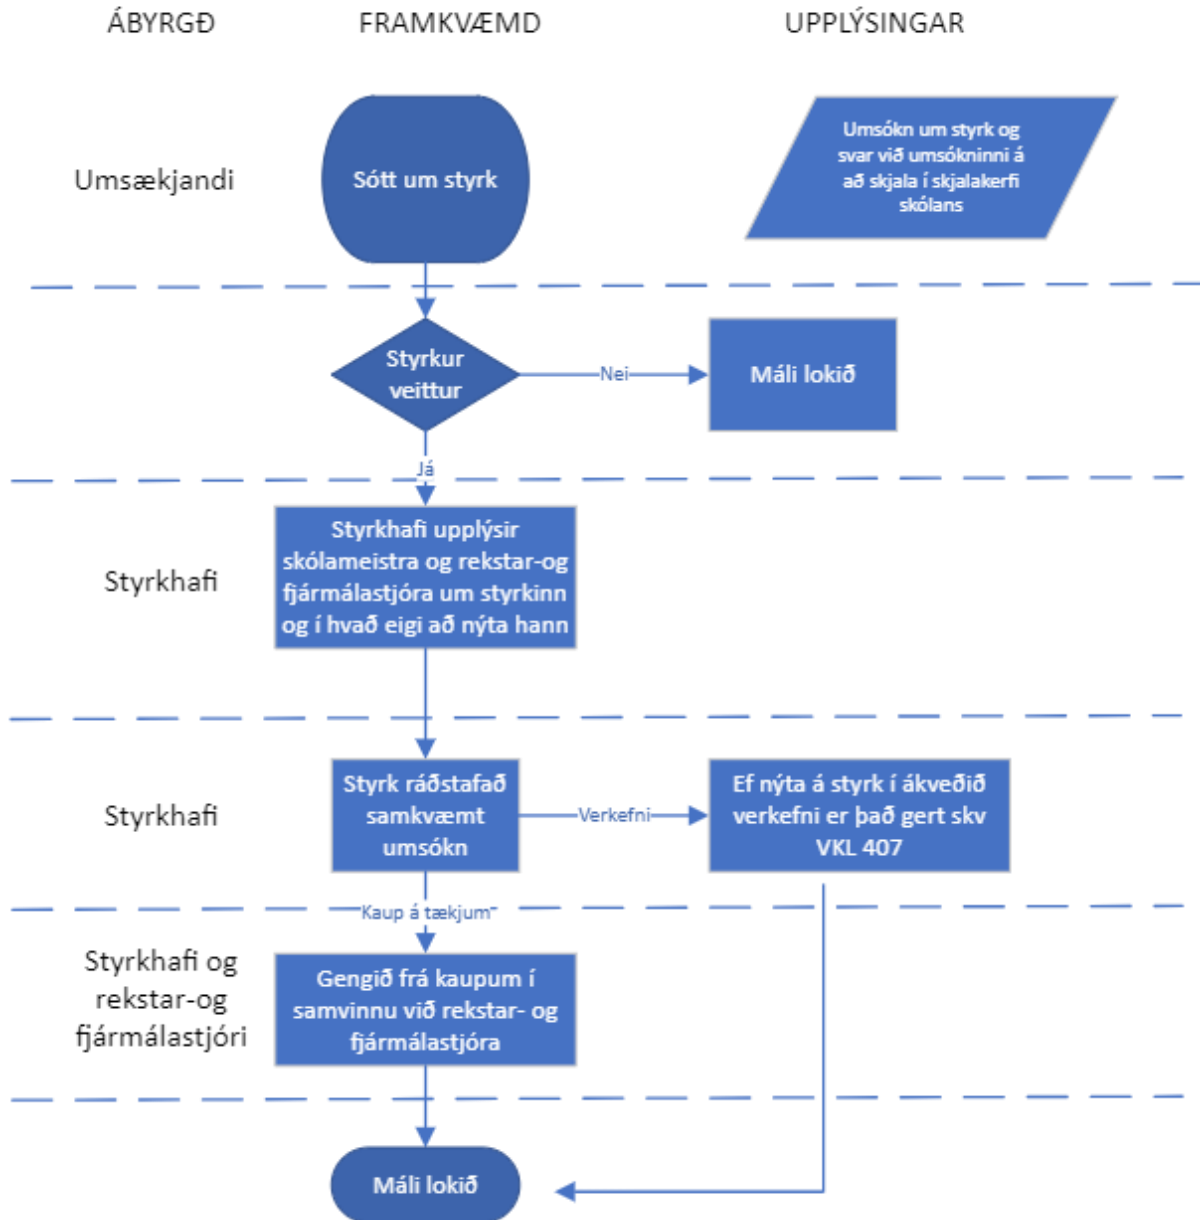 ÁBYRGÐ
FRAMKVÆMD
UPPLÝSINGAR
Umsækjandi
Sótt um styrk
Umsókn um styrk og
svar við umsókninni á
að skjala í skjalakerfi
skólans
Styrkur
veittur
Nei
Máli lokið
Já
Styrkhafi
Styrkhafi upplýsir
skólameistra og rekstar-og
fjármálastjóra um styrkinn
og í hvað eigi að nýta hann
Styrkhafi
Styrk ráðstafað
samkvæmt
umsókn
Verkefni
Ef nýta á styrk í ákveðið
verkefni er það gert skv
VKL 407
Kaup á tækjum
Styrkhafi og
rekstar-og
fjármálastjóri
Gengið frá kaupum í
samvinnu við rekstar- og
fjármálastjóra
Máli lokið